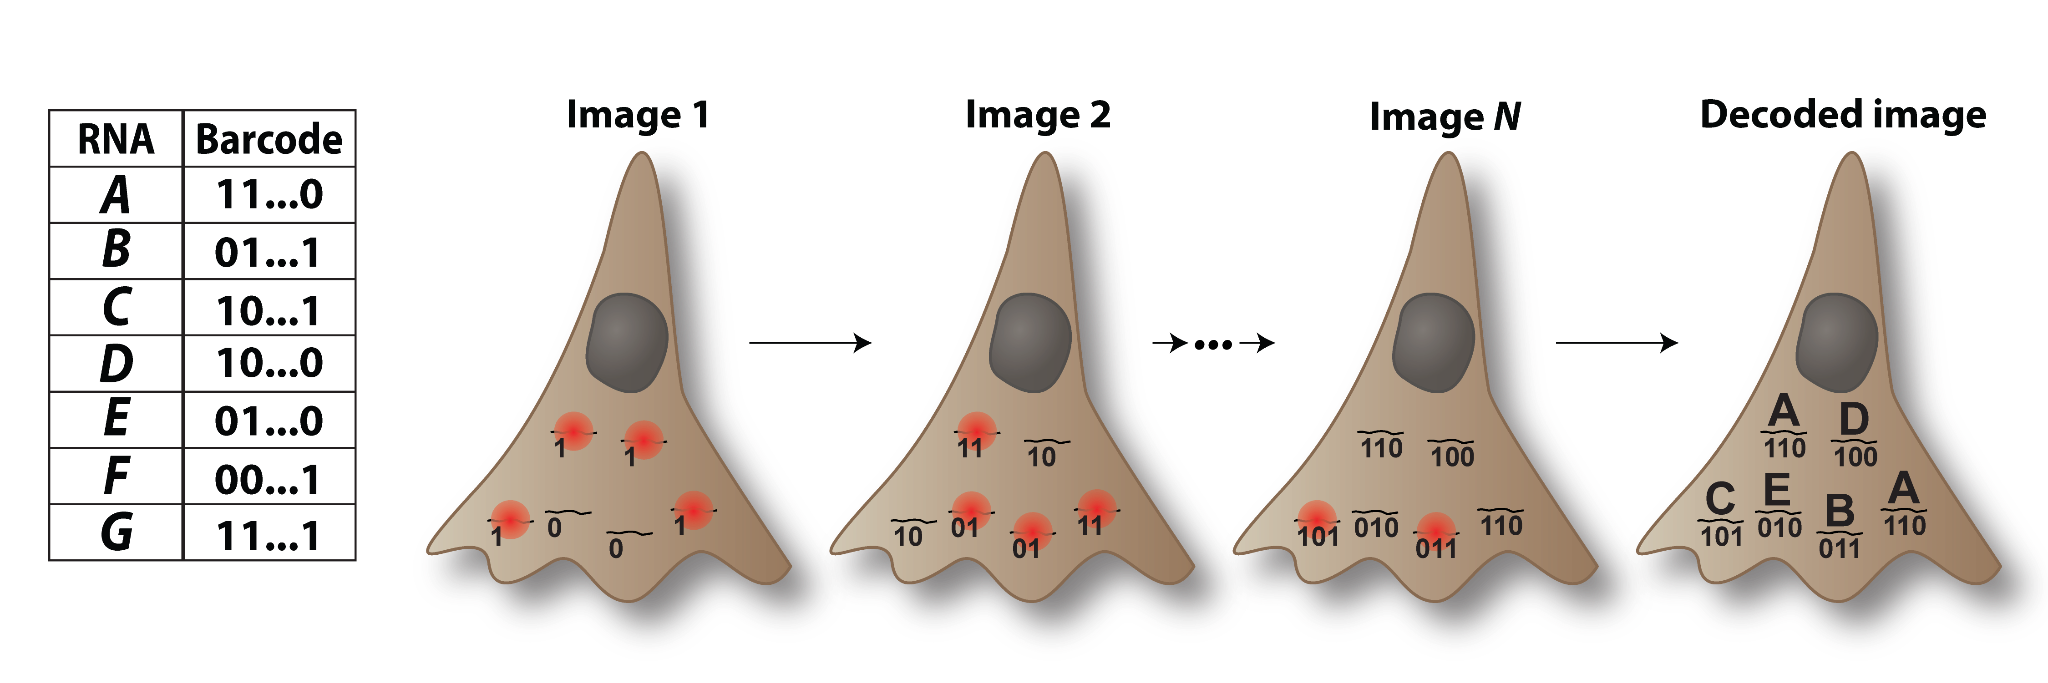 RNA Barcode
A 11...0
B 01...1
C 10...1
D 10...0
E 01...0
F 00...1
G 11...1
Image 1
1 1
1 0 0 1
Image 2
11 10
10 01 01 11
Image N
110 100
101 010 011 110
Decoded image
A D
110 100
C E B A
101 010 011 110